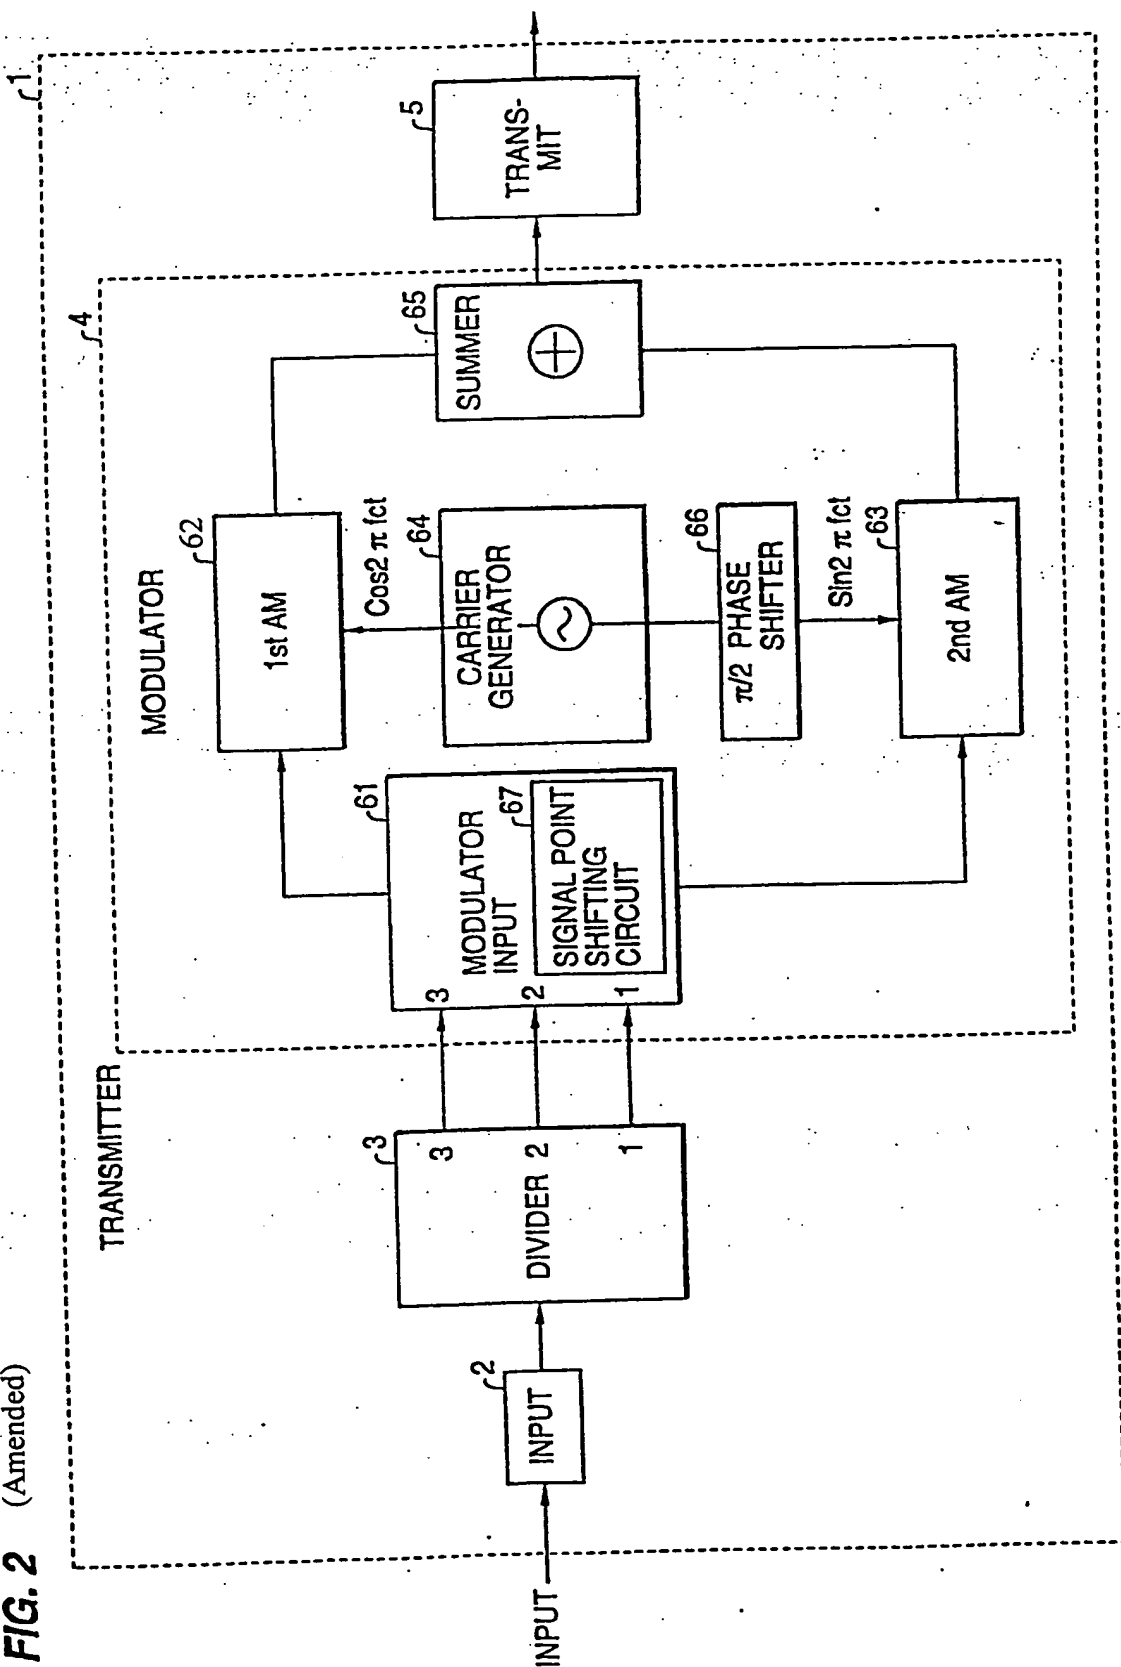 FIG. 2 (Amended)
1
TRANSMITTER
4
MODULATOR
62
1st AM
Cos2 π fct
INPUT
2
INPUT
3
3
DIVIDER 2
1
61
3
MODULATOR
INPUT
2
67
SIGNAL POINT
SHIFTING
CIRCUIT
1
64
CARRIER
GENERATOR
66
π/2 PHASE
SHIFTER
Sin2 π fct
63
2nd AM
65
SUMMER
5
TRANS-
MIT